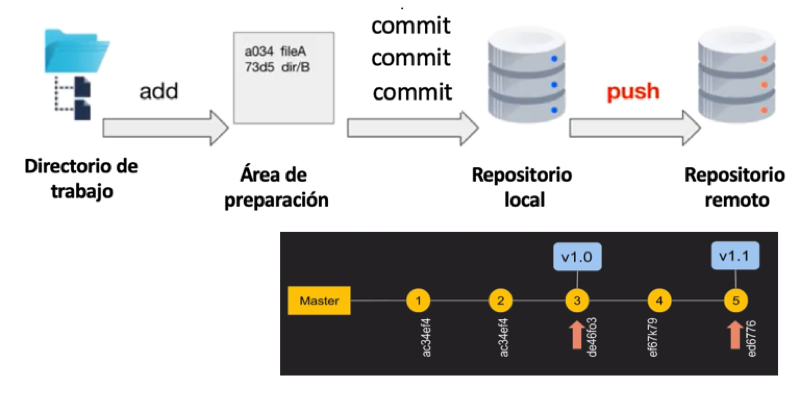 commit
commit
commit
a034 fileA
73d5 dir/B
add
push
Directorio de
trabajo
Área de
preparación
Repositorio
local
Repositorio
remoto
v1.0
v1.1
Master
1
2
3
4
5
ac34ef4
ac34ef4
de46fo3
ef67k79
ed6776